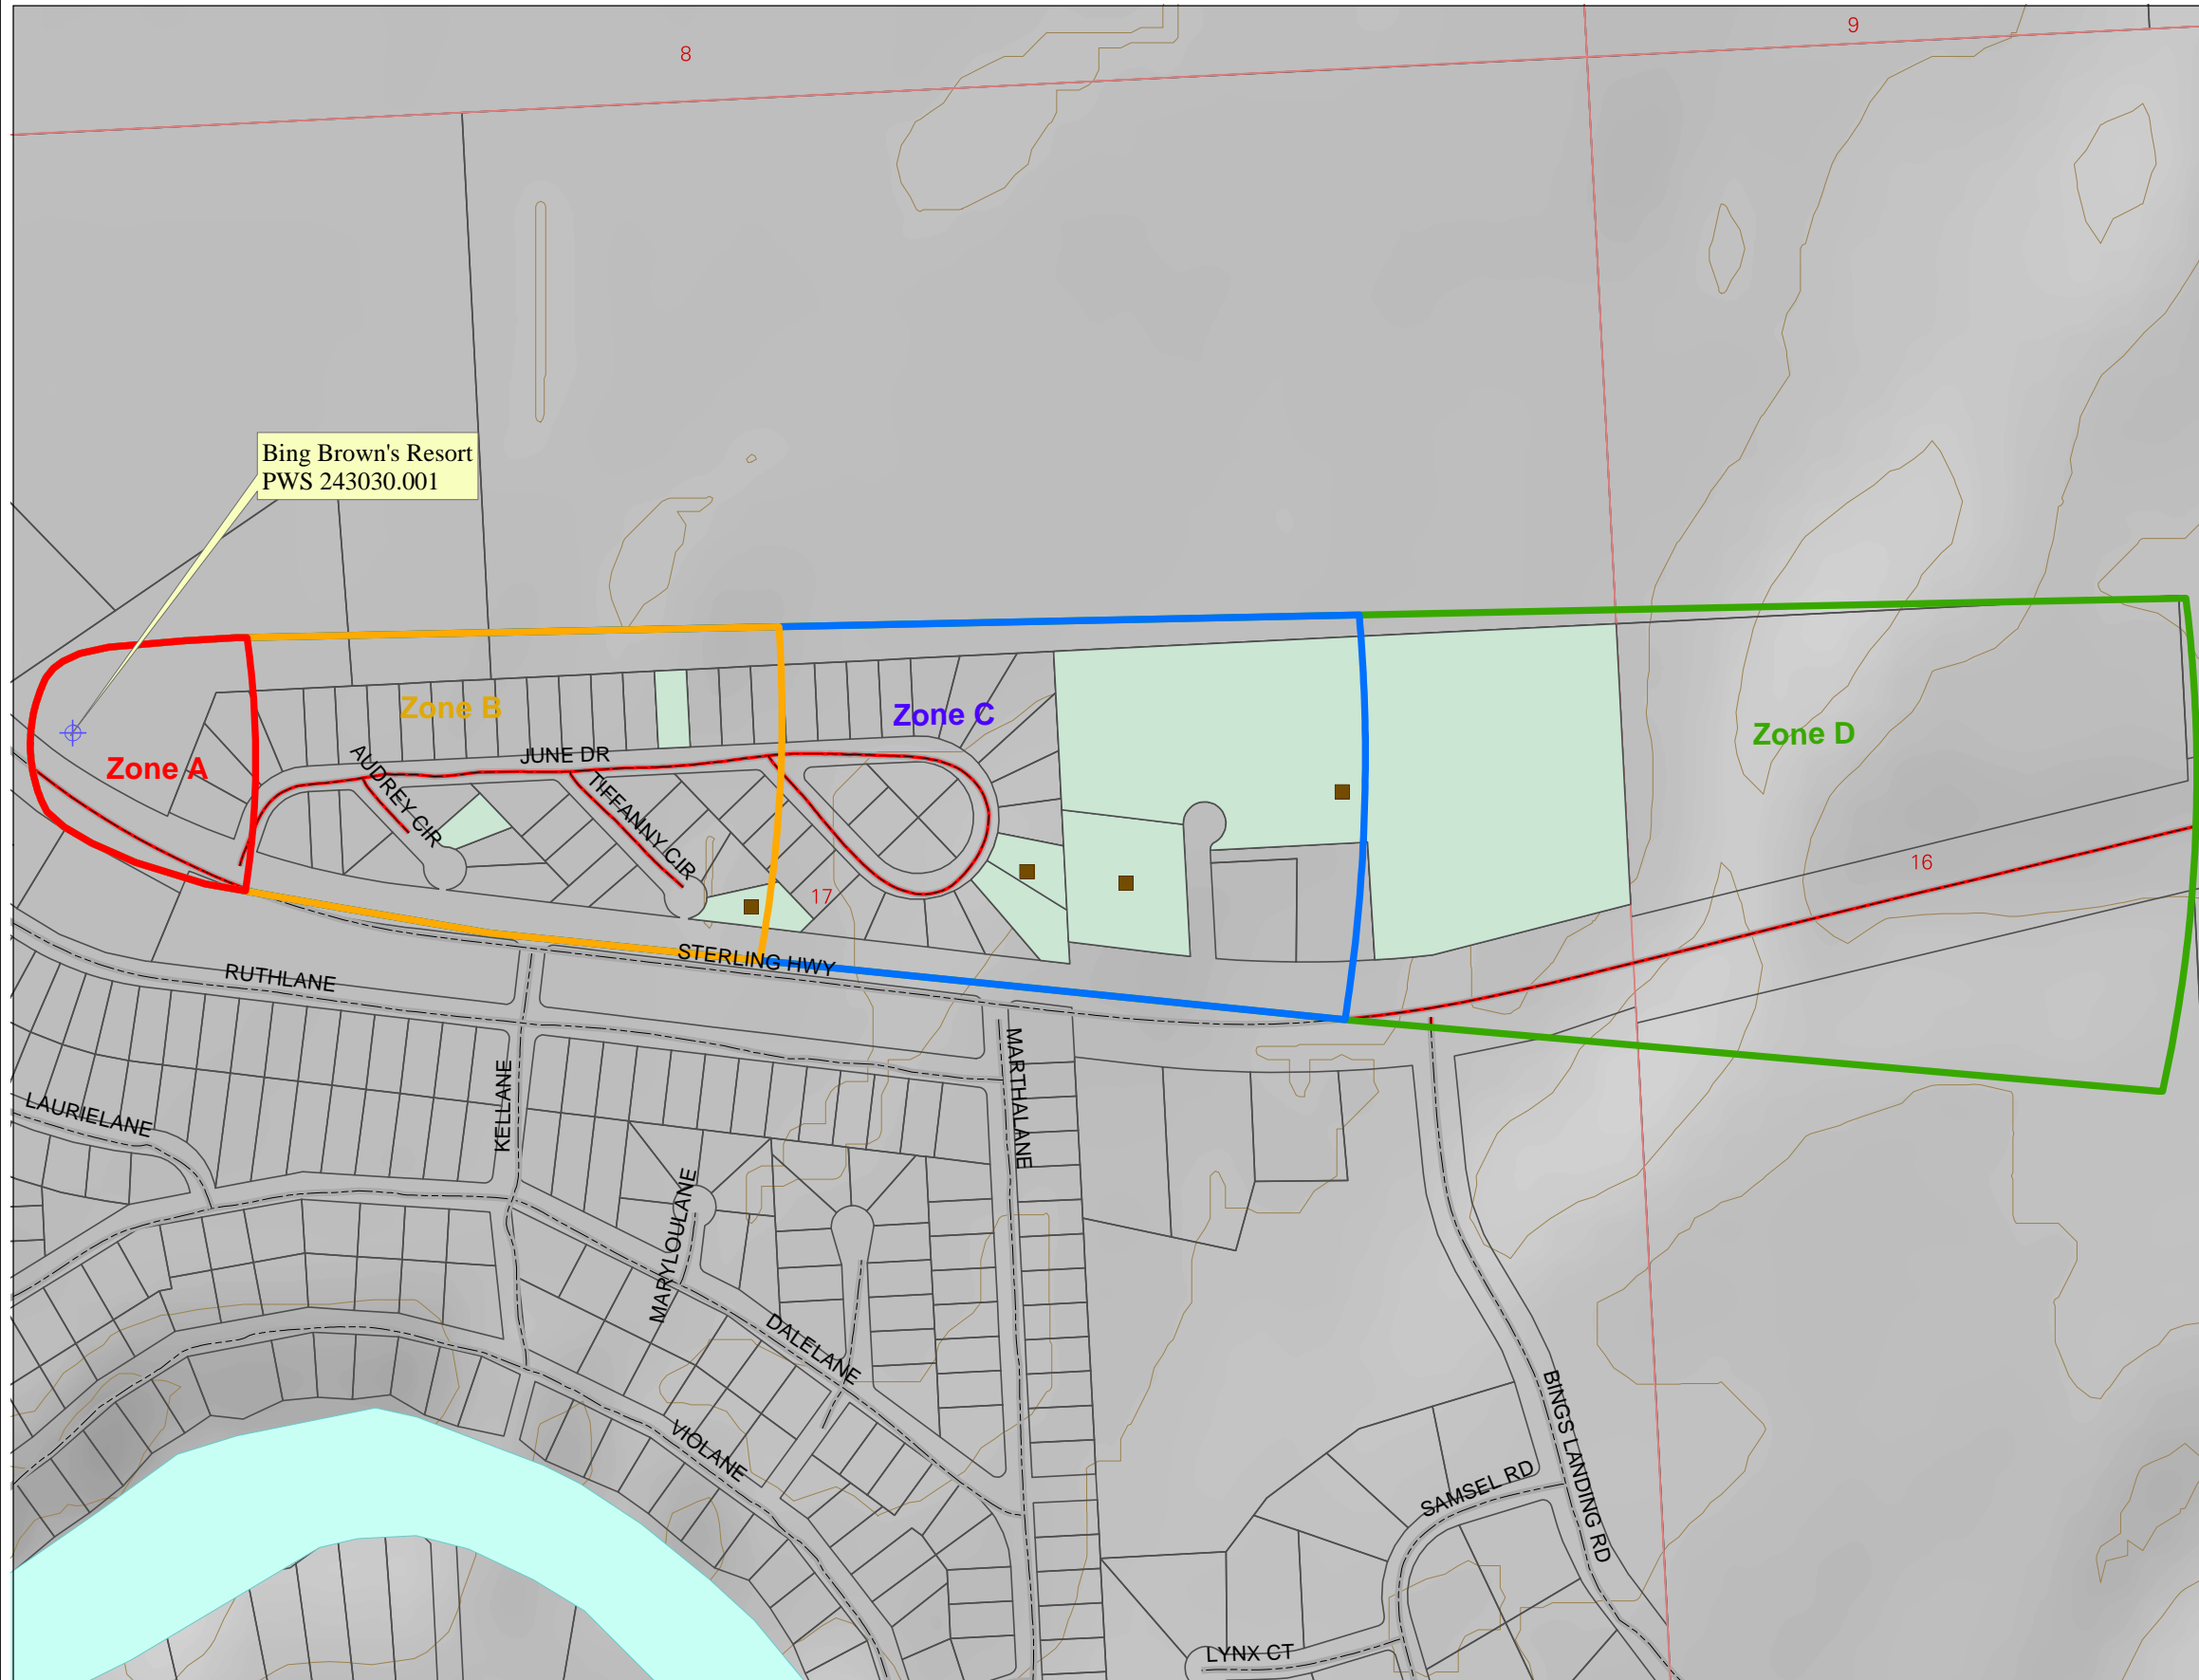 8
9
Bing Brown's Resort
PWS 243030.001
Zone A
Zone B
Zone C
Zone D
AUDREY CIR
JUNE DR
TIFFANNY CIR
17
16
STERLING HWY
RUTHLANE
KELLANE
MARTHALANE
LAURIELANE
MARYLOULANE
DALELANE
VIOLANE
BINGS LANDING RD
SAMSEL RD
LYNX CT